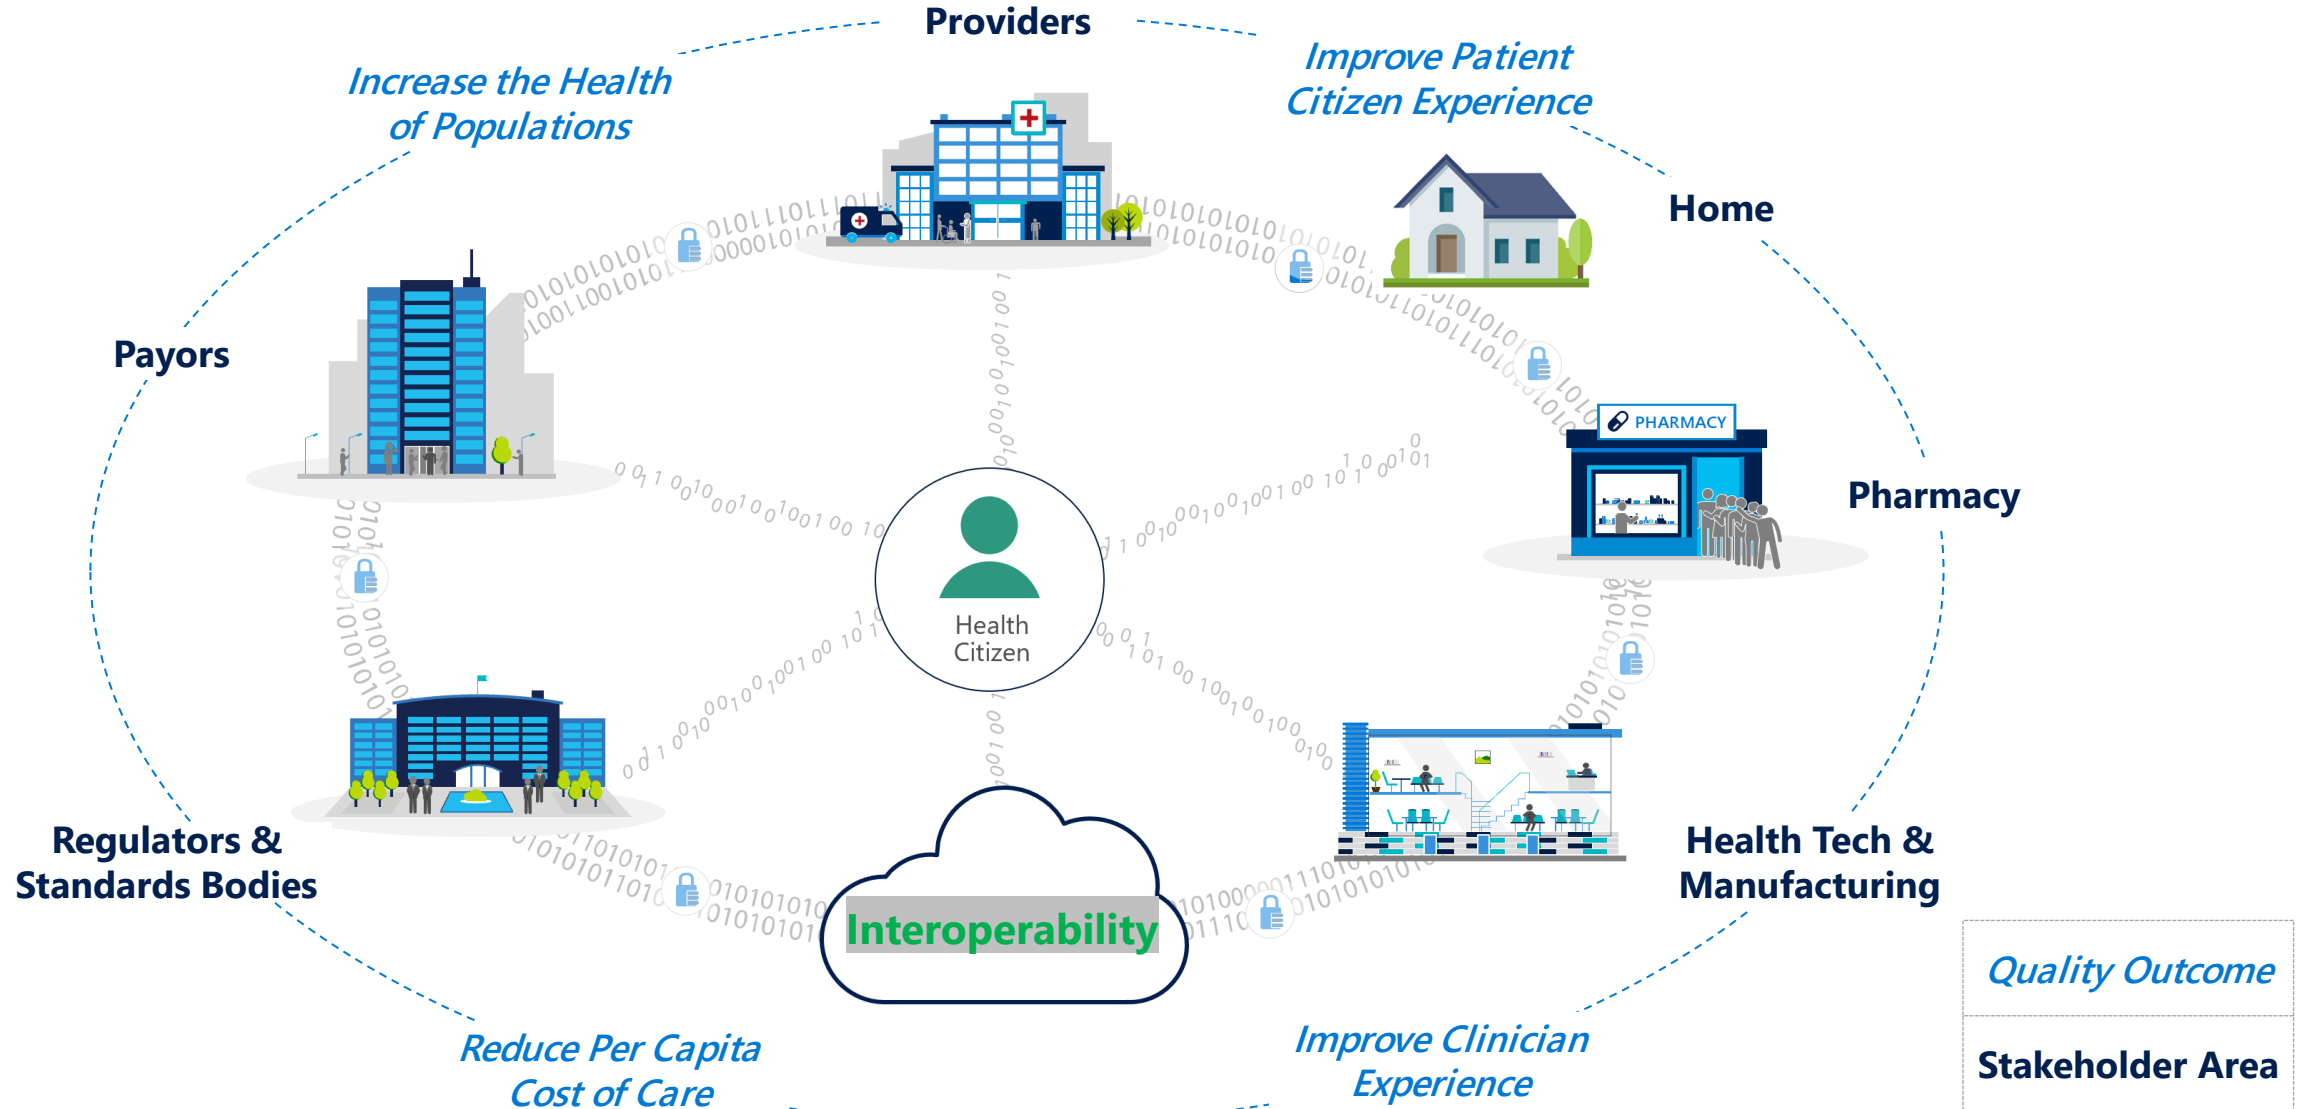 Providers
Increase the Health
of Populations
Improve Patient
Citizen Experience
Home
Payors
PHARMACY
Pharmacy
Health
Citizen
Regulators &
Standards Bodies
Interoperability
Health Tech &
Manufacturing
Quality Outcome
Stakeholder Area
Reduce Per Capita
Cost of Care
Improve Clinician
Experience